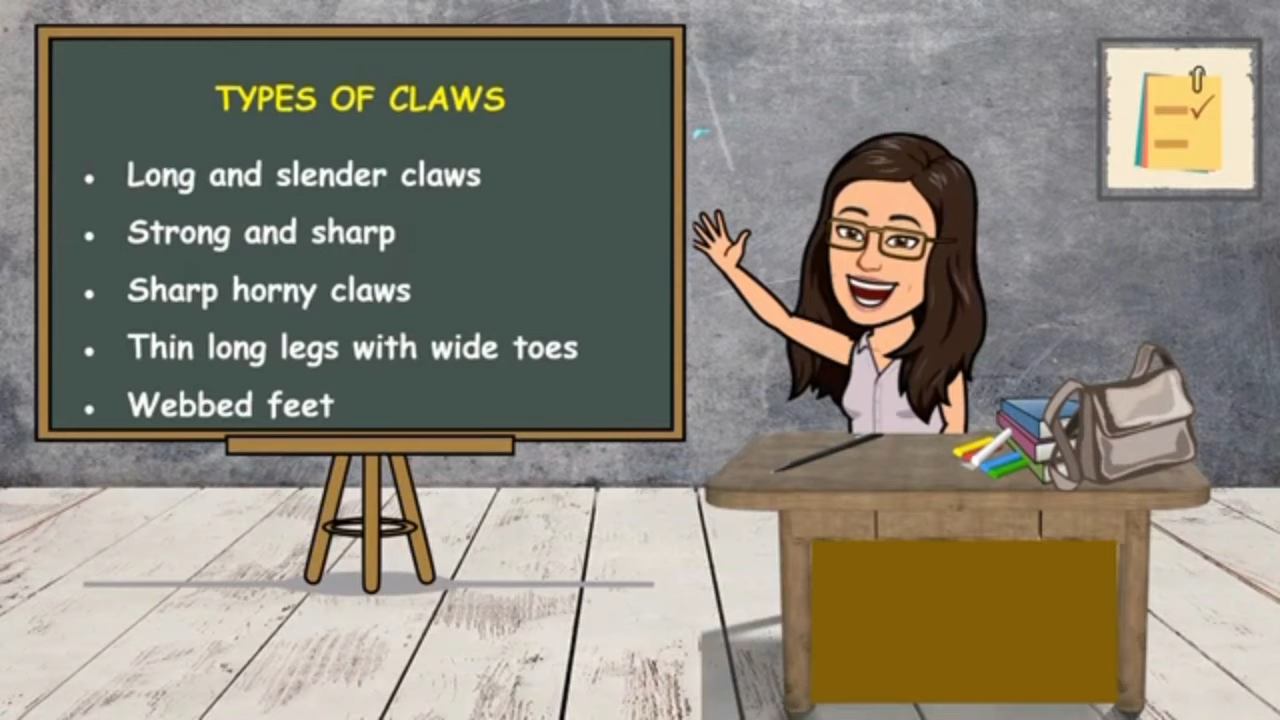 TYPES OF CLAWS
• Long and slender claws
• Strong and sharp
• Sharp horny claws
• Thin long legs with wide toes
• Webbed feet